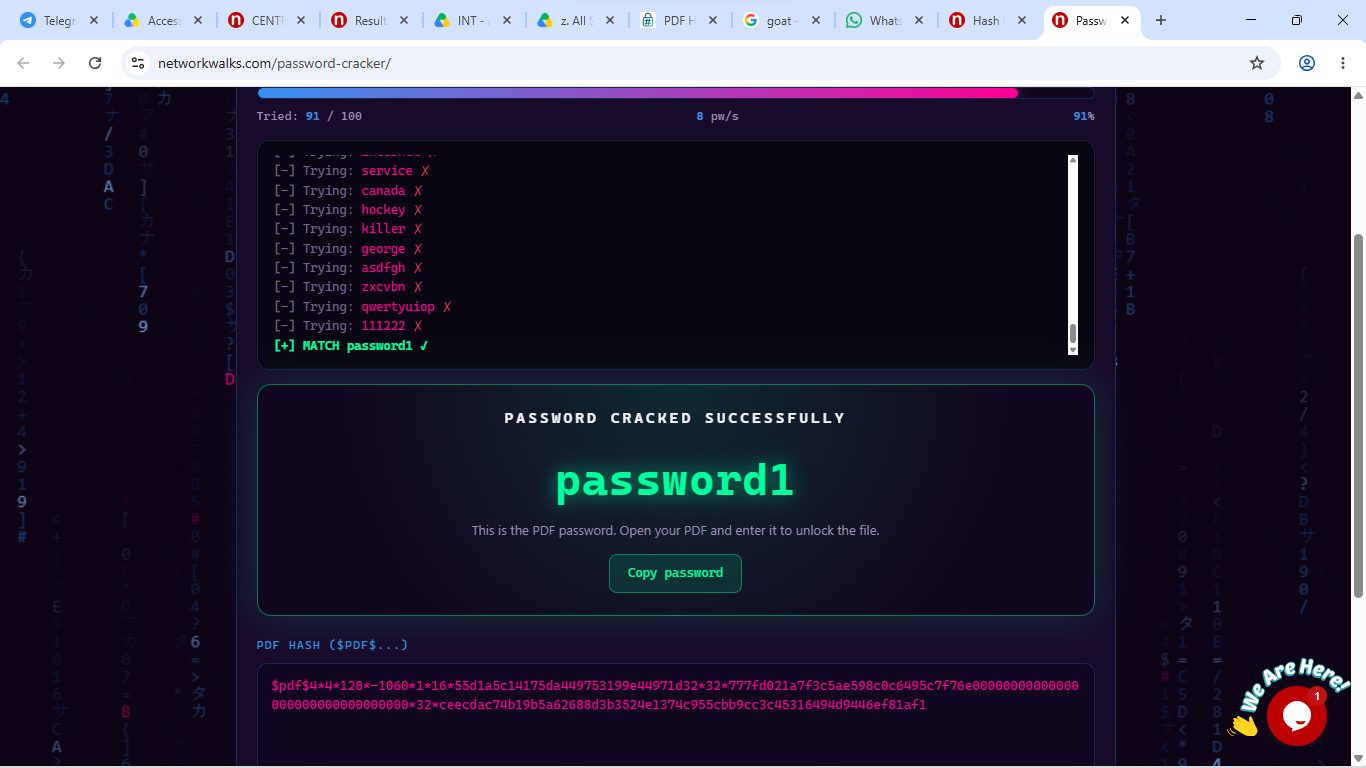 Telegr
Access
CENTI
Result
INT - A
z. All S
PDF H
goat -
Whats
Hash
Passw
networkwalks.com/password-cracker/
Tried: 91 / 100
8 pw/s
91%
[-] Trying: service ✗
[-] Trying: canada ✗
[-] Trying: hockey ✗
[-] Trying: killer ✗
[-] Trying: george ✗
[-] Trying: asdfgh ✗
[-] Trying: zxcvbn ✗
[-] Trying: qwertyuiop ✗
[-] Trying: 111222 ✗
[+] MATCH password1 ✓
PASSWORD CRACKED SUCCESSFULLY
password1
This is the PDF password. Open your PDF and enter it to unlock the file.
Copy password
PDF HASH ($PDF$...)
$pdf$4*4*128*-1060*1*16*55d1a5c14175da449753199e44971d32*32*777fd021a7f3c5ae598c0c6495c7f76e00000000000000
000000000000000000*32*ceecdac74b19b5a62688d3b3524e1374c955cbb9cc3c45316494d9446ef81af1
We Are Here!
1